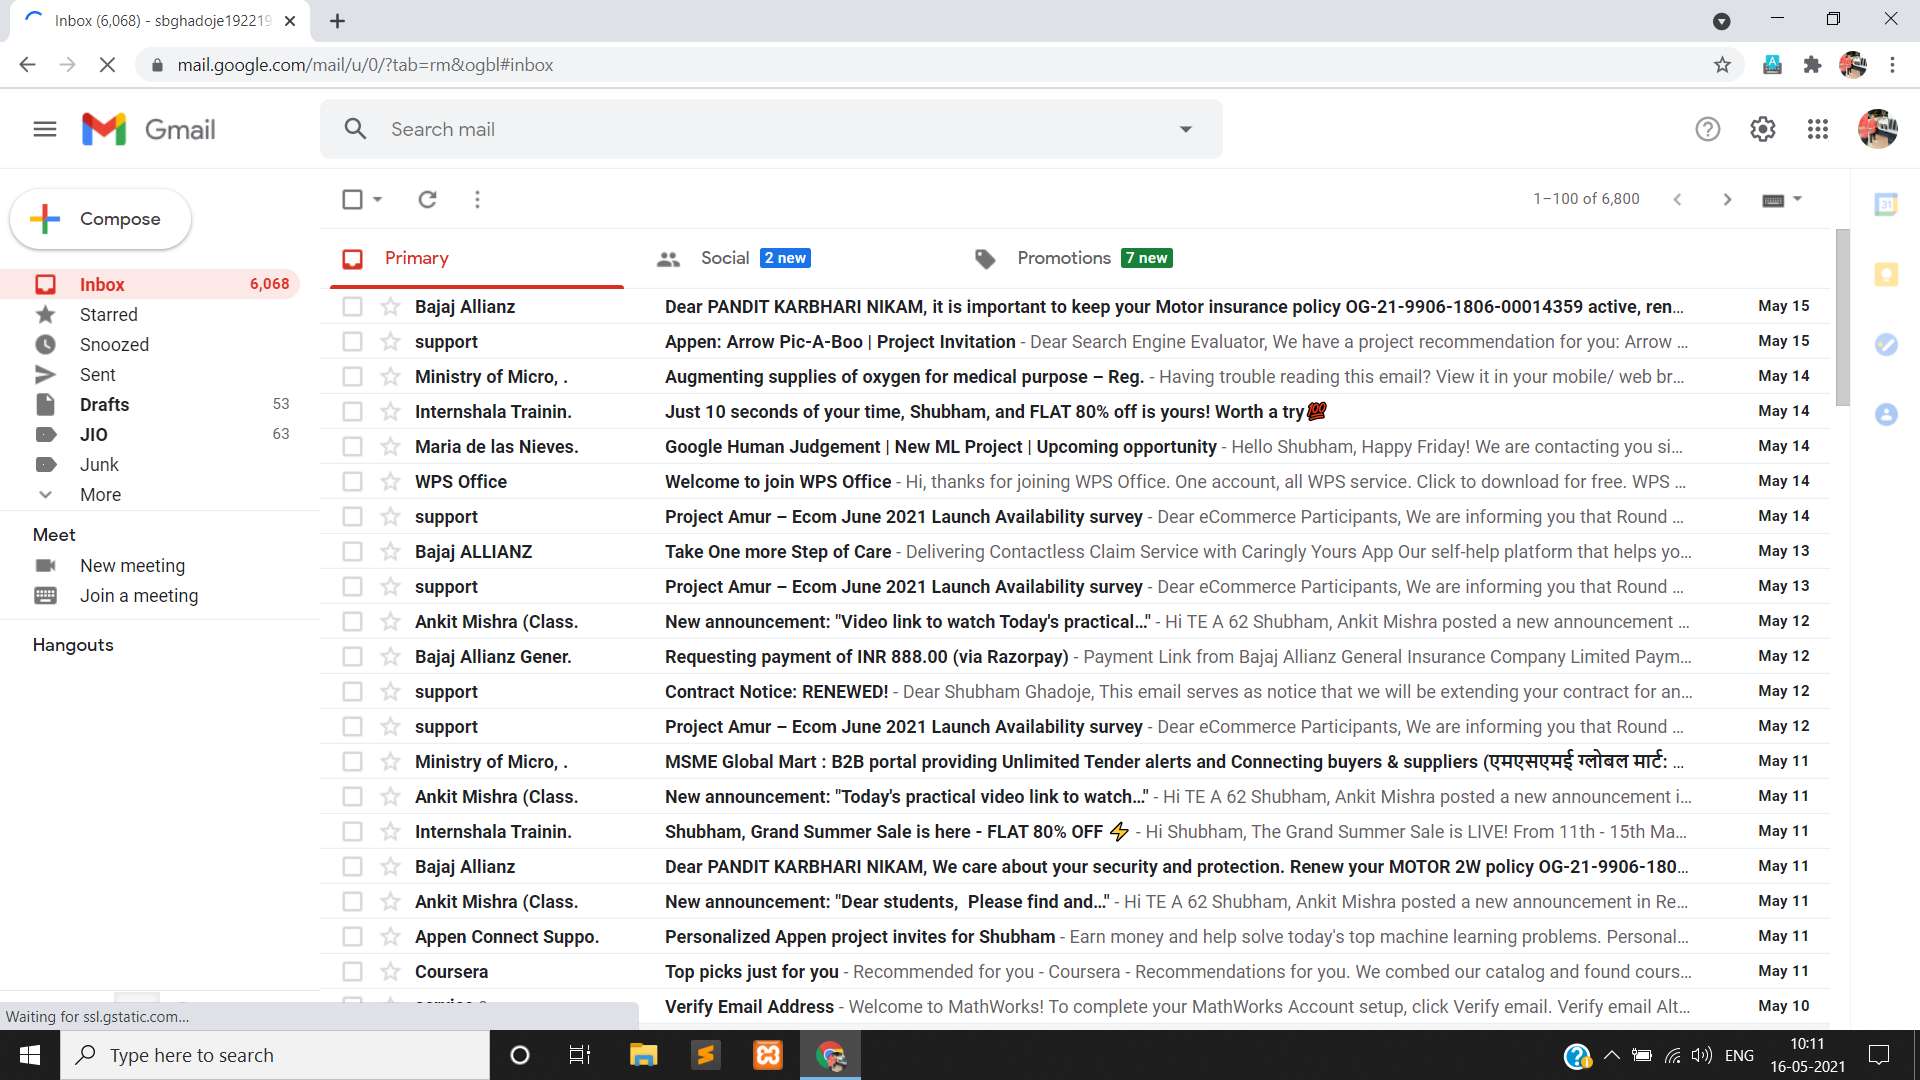 Inbox (6,068) - sbghadoje192219
mail.google.com/mail/u/0/?tab=rm&ogbl#inbox
Gmail
Search mail
Compose
1–100 of 6,800
Primary
Social 2 new
Promotions 7 new
Inbox 6,068
Starred
Snoozed
Sent
Drafts 53
JIO 63
Junk
More
Meet
New meeting
Join a meeting
Hangouts
Bajaj Allianz Dear PANDIT KARBHARI NIKAM, it is important to keep your Motor insurance policy OG-21-9906-1806-00014359 active, ren... May 15
support Appen: Arrow Pic-A-Boo | Project Invitation - Dear Search Engine Evaluator, We have a project recommendation for you: Arrow ... May 15
Ministry of Micro, . Augmenting supplies of oxygen for medical purpose – Reg. - Having trouble reading this email? View it in your mobile/ web br... May 14
Internshala Trainin. Just 10 seconds of your time, Shubham, and FLAT 80% off is yours! Worth a try💯 May 14
Maria de las Nieves. Google Human Judgement | New ML Project | Upcoming opportunity - Hello Shubham, Happy Friday! We are contacting you si... May 14
WPS Office Welcome to join WPS Office - Hi, thanks for joining WPS Office. One account, all WPS service. Click to download for free. WPS ... May 14
support Project Amur – Ecom June 2021 Launch Availability survey - Dear eCommerce Participants, We are informing you that Round ... May 14
Bajaj ALLIANZ Take One more Step of Care - Delivering Contactless Claim Service with Caringly Yours App Our self-help platform that helps yo... May 13
support Project Amur – Ecom June 2021 Launch Availability survey - Dear eCommerce Participants, We are informing you that Round ... May 13
Ankit Mishra (Class. New announcement: "Video link to watch Today's practical..." - Hi TE A 62 Shubham, Ankit Mishra posted a new announcement ... May 12
Bajaj Allianz Gener. Requesting payment of INR 888.00 (via Razorpay) - Payment Link from Bajaj Allianz General Insurance Company Limited Paym... May 12
support Contract Notice: RENEWED! - Dear Shubham Ghadoje, This email serves as notice that we will be extending your contract for an... May 12
support Project Amur – Ecom June 2021 Launch Availability survey - Dear eCommerce Participants, We are informing you that Round ... May 12
Ministry of Micro, . MSME Global Mart : B2B portal providing Unlimited Tender alerts and Connecting buyers & suppliers (एमएसएमई ग्लोबल मार्ट: ... May 11
Ankit Mishra (Class. New announcement: "Today's practical video link to watch..." - Hi TE A 62 Shubham, Ankit Mishra posted a new announcement i... May 11
Internshala Trainin. Shubham, Grand Summer Sale is here - FLAT 80% OFF ⚡ - Hi Shubham, The Grand Summer Sale is LIVE! From 11th - 15th Ma... May 11
Bajaj Allianz Dear PANDIT KARBHARI NIKAM, We care about your security and protection. Renew your MOTOR 2W policy OG-21-9906-180... May 11
Ankit Mishra (Class. New announcement: "Dear students, Please find and..." - Hi TE A 62 Shubham, Ankit Mishra posted a new announcement in Re... May 11
Appen Connect Suppo. Personalized Appen project invites for Shubham - Earn money and help solve today's top machine learning problems. Personal... May 11
Coursera Top picks just for you - Recommended for you - Coursera - Recommendations for you. We combed our catalog and found cours... May 11
Verify Email Address - Welcome to MathWorks! To complete your MathWorks Account setup, click Verify email. Verify email Alt... May 10
Waiting for ssl.gstatic.com...
Type here to search
ENG
10:11
16-05-2021